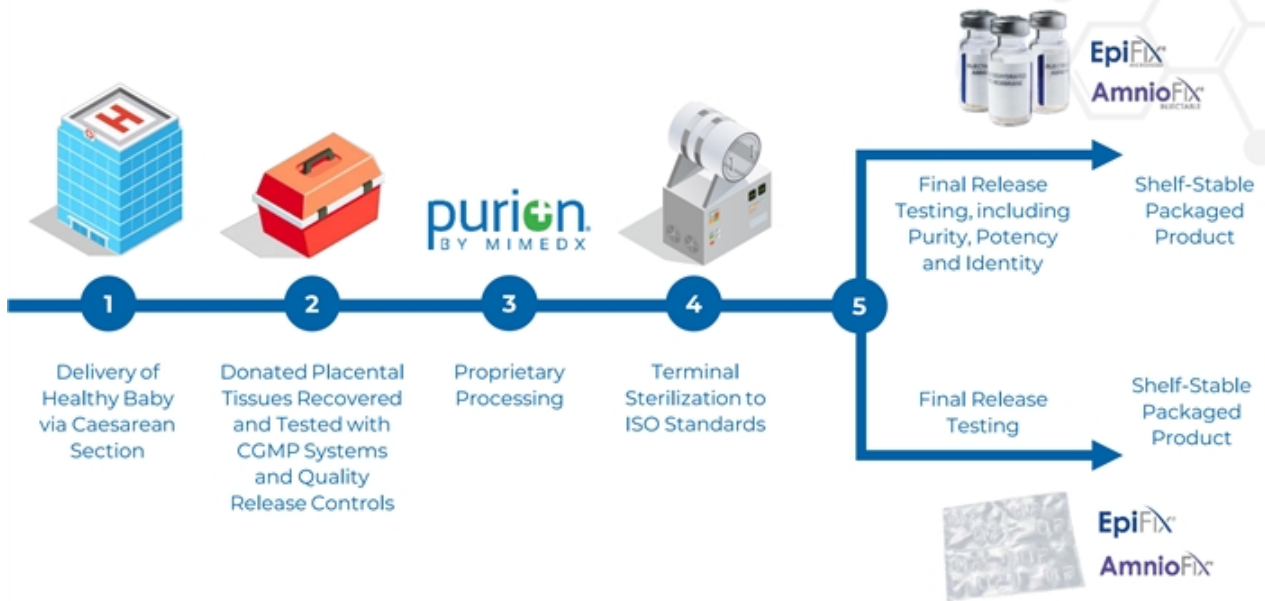 EpiFix®
AmnioFix®
INJECTABLE
H
purion®
BY MIMEDX
1
2
3
4
5
Delivery of
Healthy Baby
via Caesarean
Section
Donated Placental
Tissues Recovered
and Tested with
CGMP Systems
and Quality
Release Controls
Proprietary
Processing
Terminal
Sterilization to
ISO Standards
Final Release
Testing, including
Purity, Potency
and Identity
Shelf-Stable
Packaged
Product
Final Release
Testing
Shelf-Stable
Packaged
Product
EpiFix®
AmnioFix®